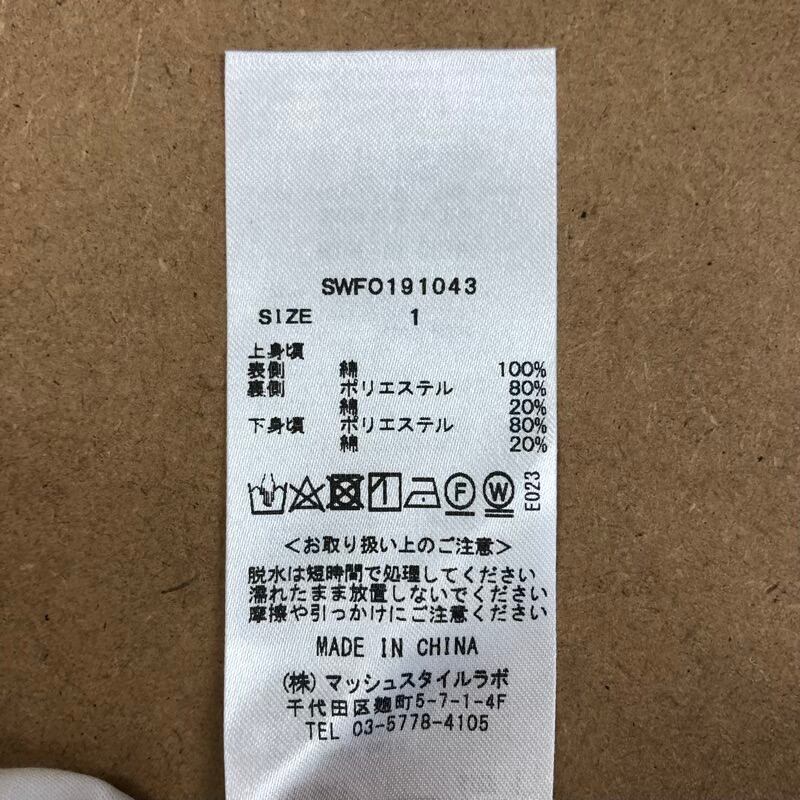 SWFO191043
SIZE 1
上身頃
表側 綿 100%
裏側 ポリエステル 80%
綿 20%
下身頃 ポリエステル 80%
綿 20%
F W E023
＜お取り扱い上のご注意＞
脱水は短時間で処理してください
濡れたまま放置しないでください
摩擦や引っかけにご注意ください
MADE IN CHINA
(株)マッシュスタイルラボ
千代田区麹町5-7-1-4F
TEL 03-5778-4105